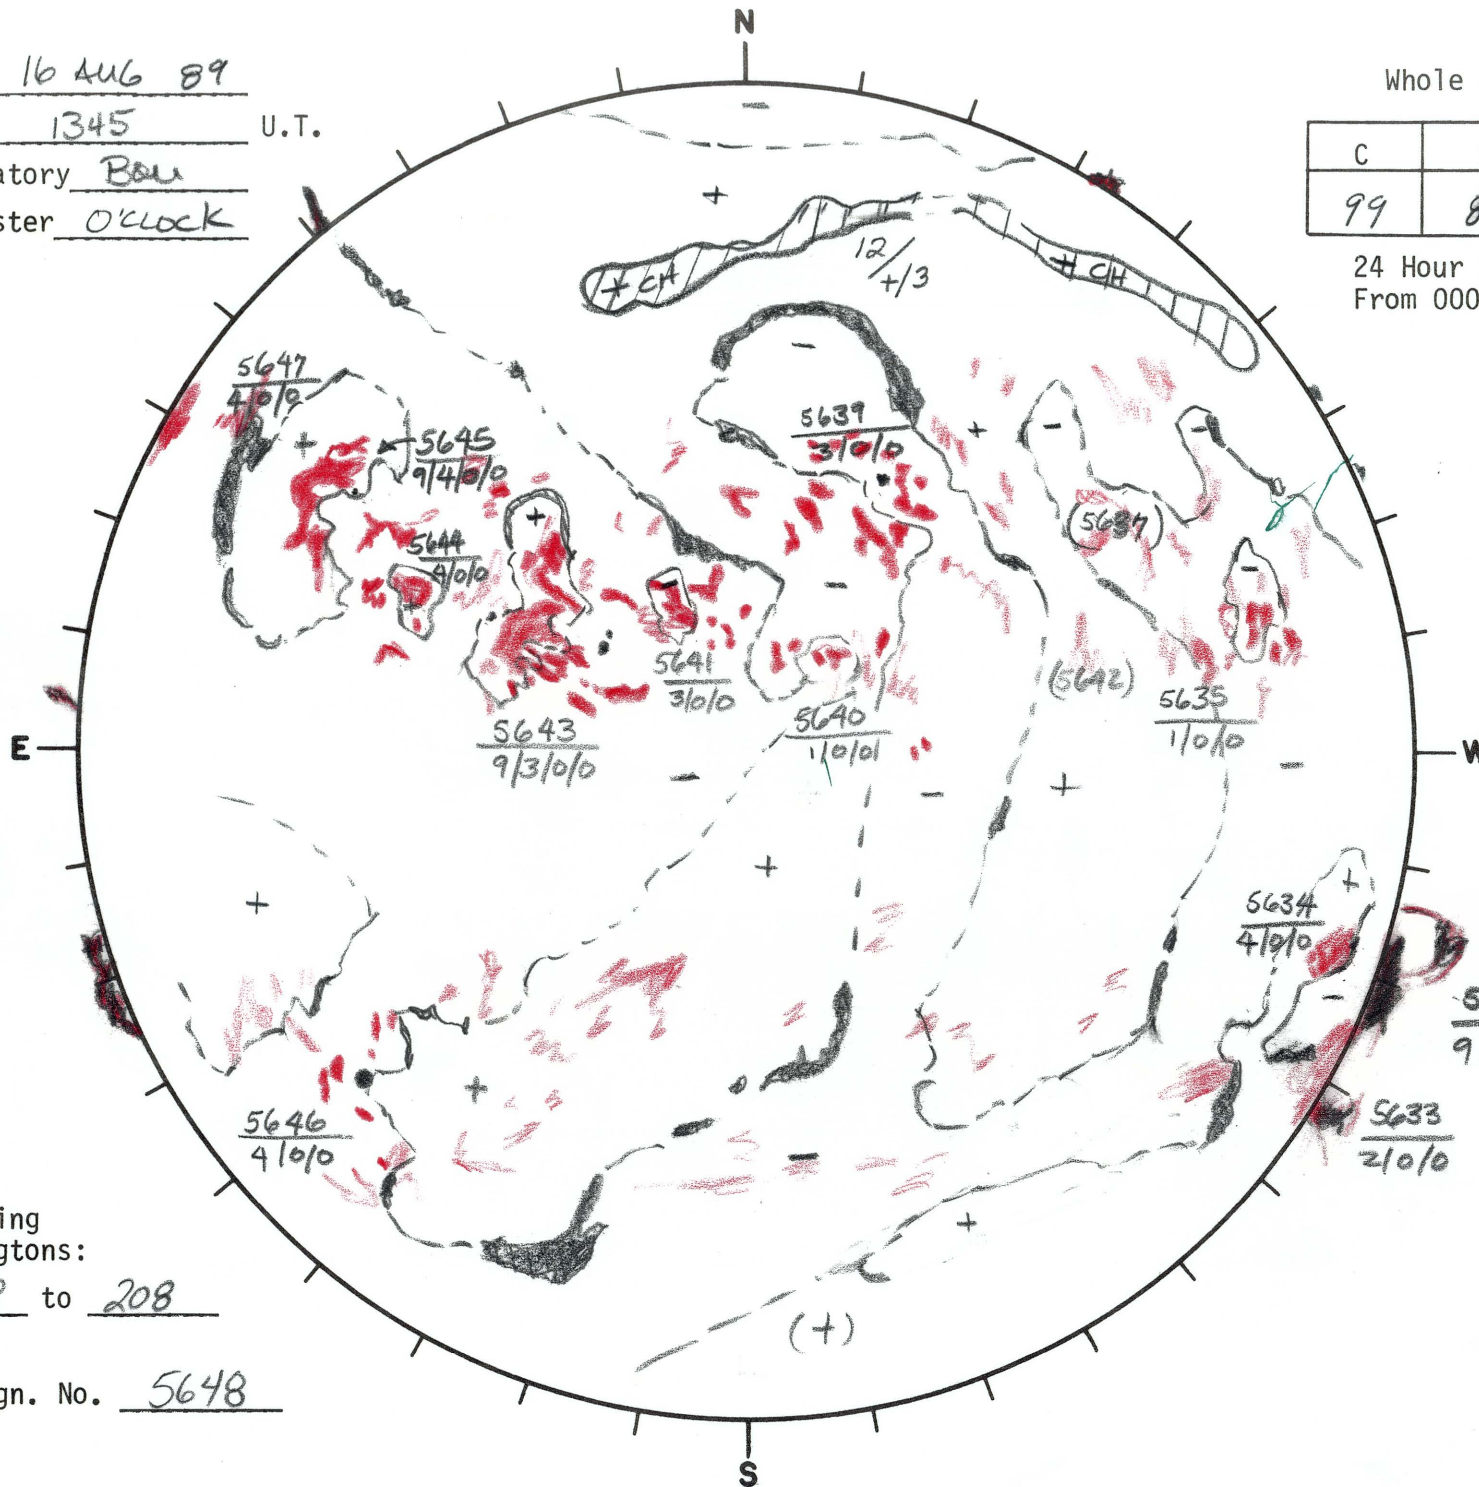 N
16 AUG 89
1345 U.T.
atory Bou
ster O'CLOCK
Whole
C
99 8
24 Hour
From 000
-
+
+ CH
12/+/3
+ CH
-
5647
4/0/0
+
5645
9/4/0/0
5639
3/0/0
+
-
-
+
(5637)
5644
4/0/0
-
-
-
5641
3/0/0
(5642)
5635
1/0/0
5643
9/3/0/0
5640
1/0/0
E
W
-
-
+
-
+
+
+
5634
4/0/0
-
9
+
5646
4/0/0
5633
2/0/0
-
+
ing
gtons:
to 208
(+)
gn. No. 5648
S